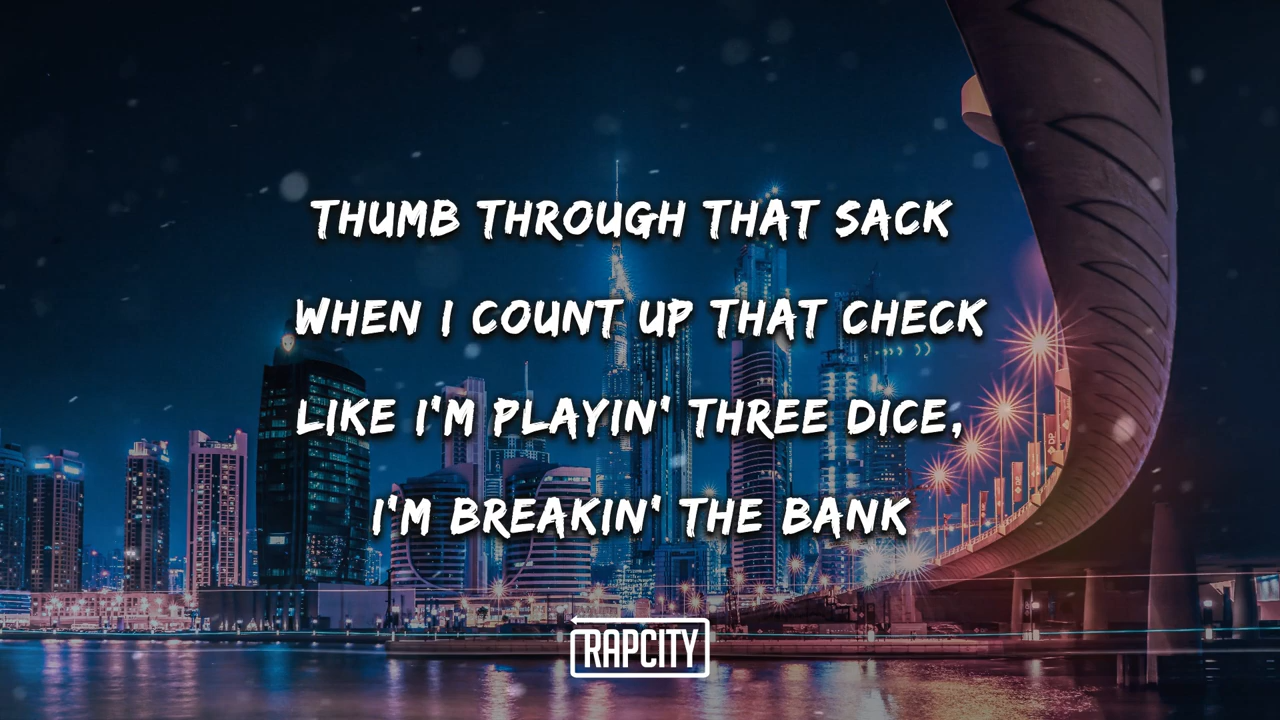 THUMB THROUGH THAT SACK
WHEN I COUNT UP THAT CHECK
LIKE I'M PLAYIN' THREE DICE,
I'M BREAKIN' THE BANK
RAPCITY